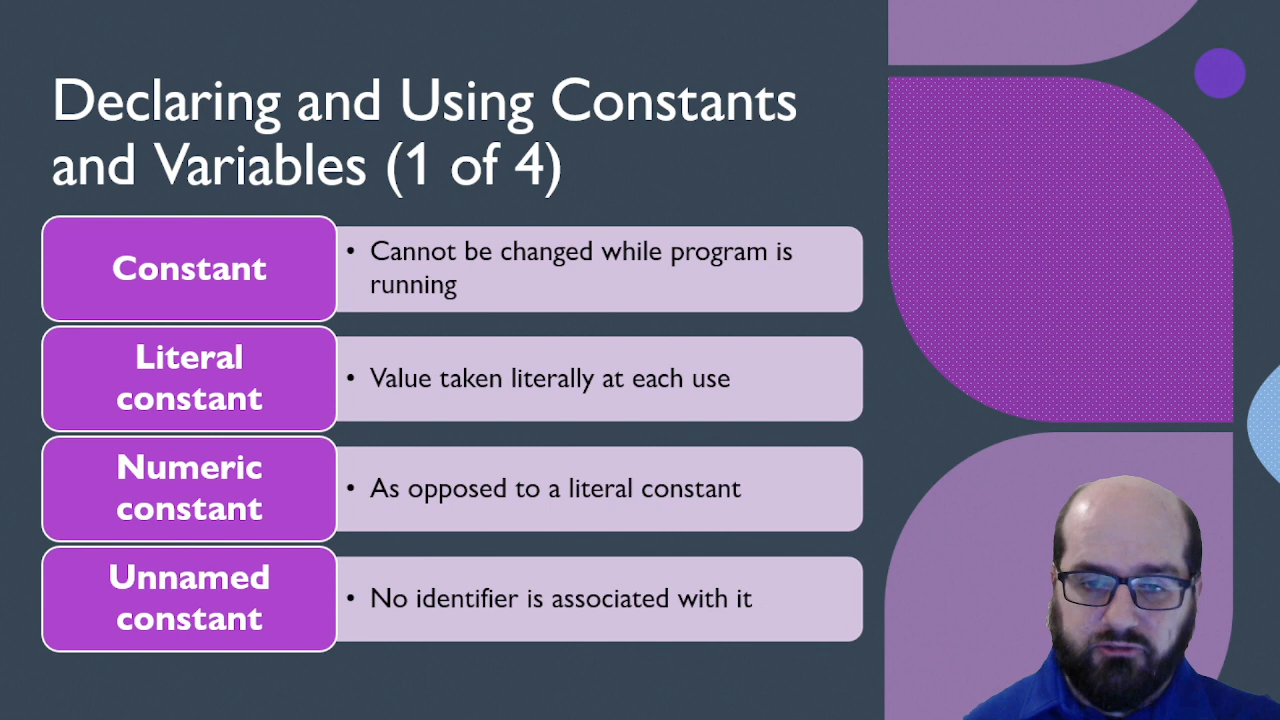 Declaring and Using Constants
and Variables (1 of 4)
Constant
• Cannot be changed while program is
running
Literal
constant
• Value taken literally at each use
Numeric
constant
• As opposed to a literal constant
Unnamed
constant
• No identifier is associated with it